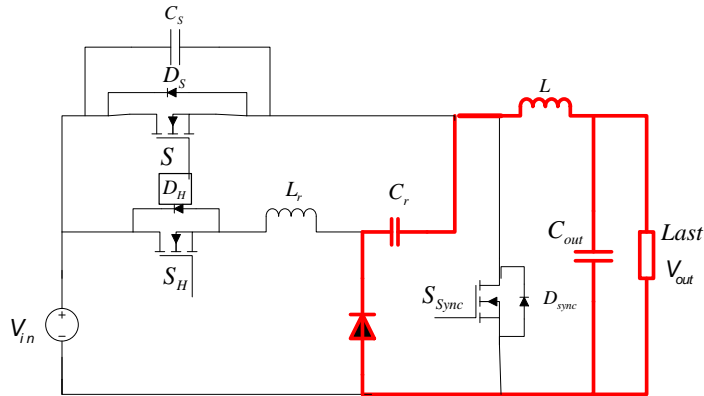 C_S
D_S
L
S
D_H
L_r
C_r
C_out
Last
V_out
S_H
S_Sync
D_sync
V_in
+
−